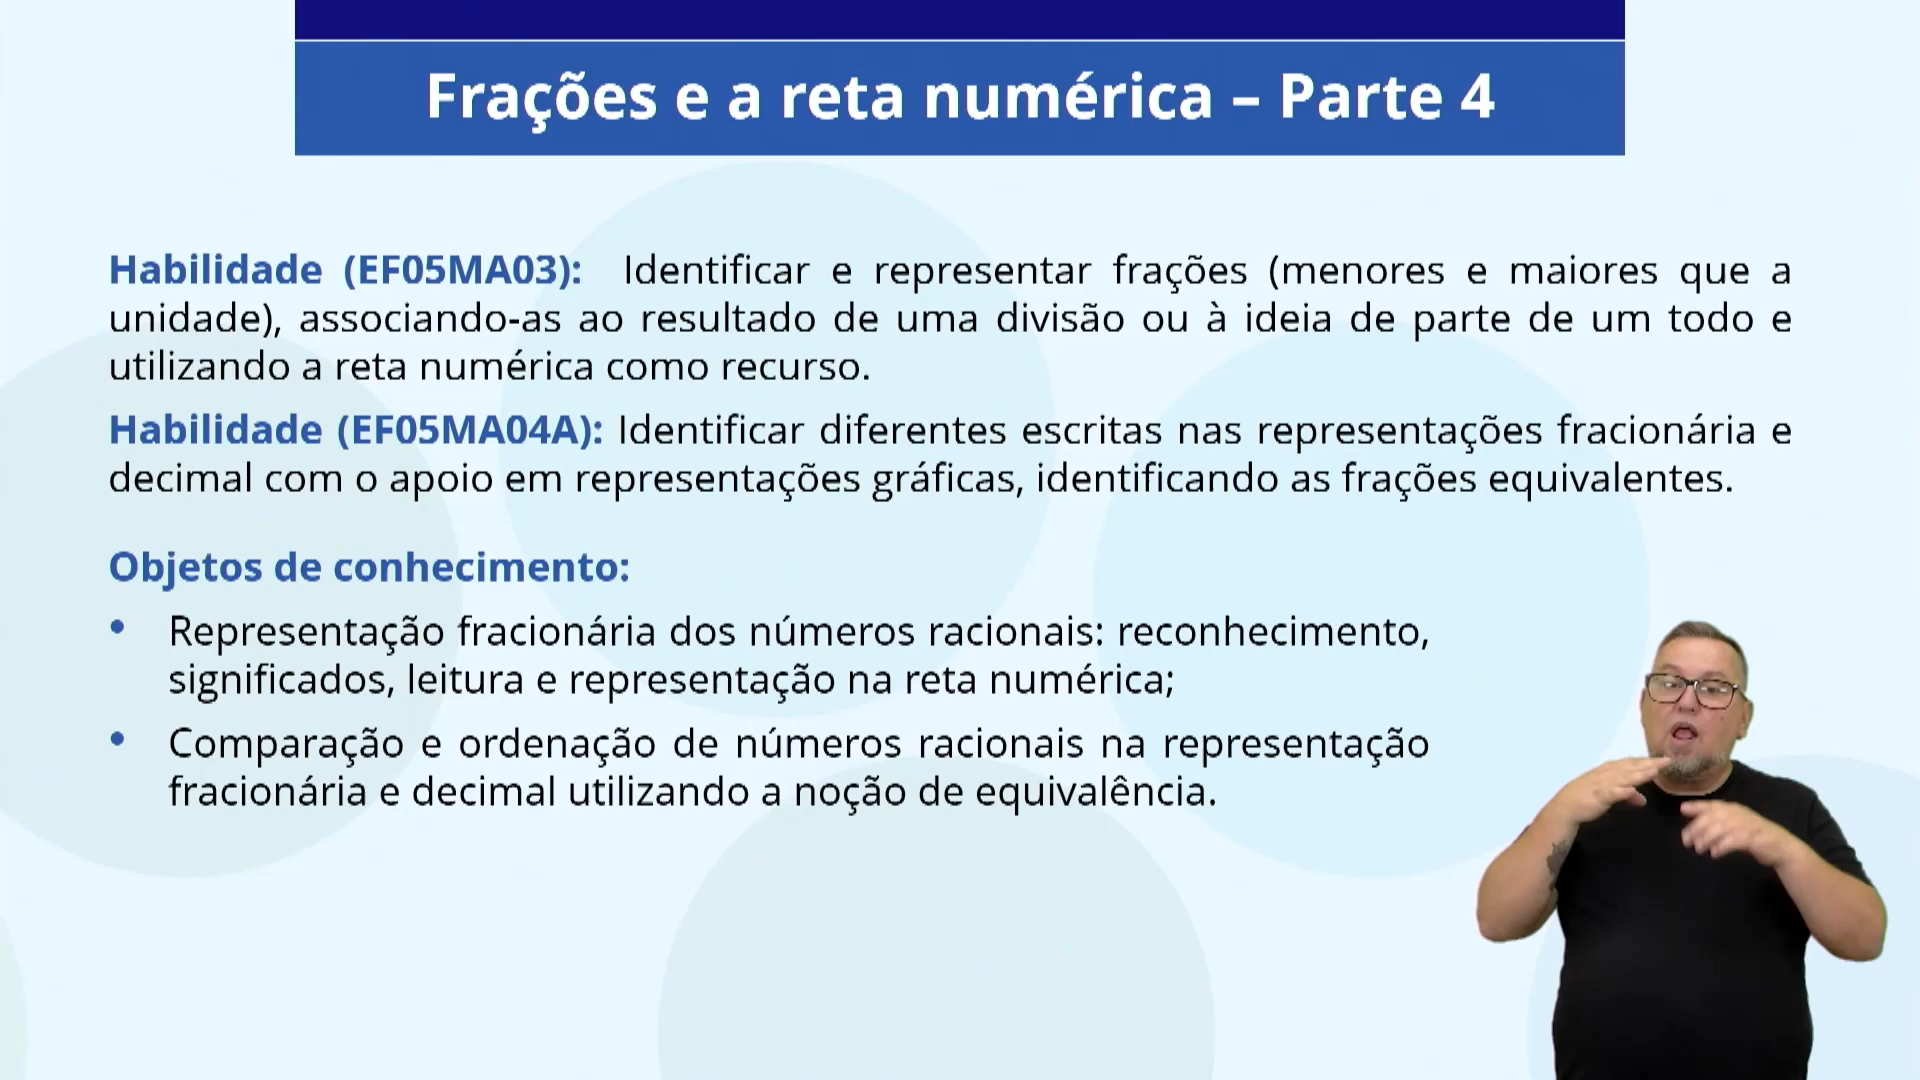 Frações e a reta numérica – Parte 4
Habilidade (EF05MA03): Identificar e representar frações (menores e maiores que a
unidade), associando-as ao resultado de uma divisão ou à ideia de parte de um todo e
utilizando a reta numérica como recurso.
Habilidade (EF05MA04A): Identificar diferentes escritas nas representações fracionária e
decimal com o apoio em representações gráficas, identificando as frações equivalentes.
Objetos de conhecimento:
• Representação fracionária dos números racionais: reconhecimento,
significados, leitura e representação na reta numérica;
• Comparação e ordenação de números racionais na representação
fracionária e decimal utilizando a noção de equivalência.